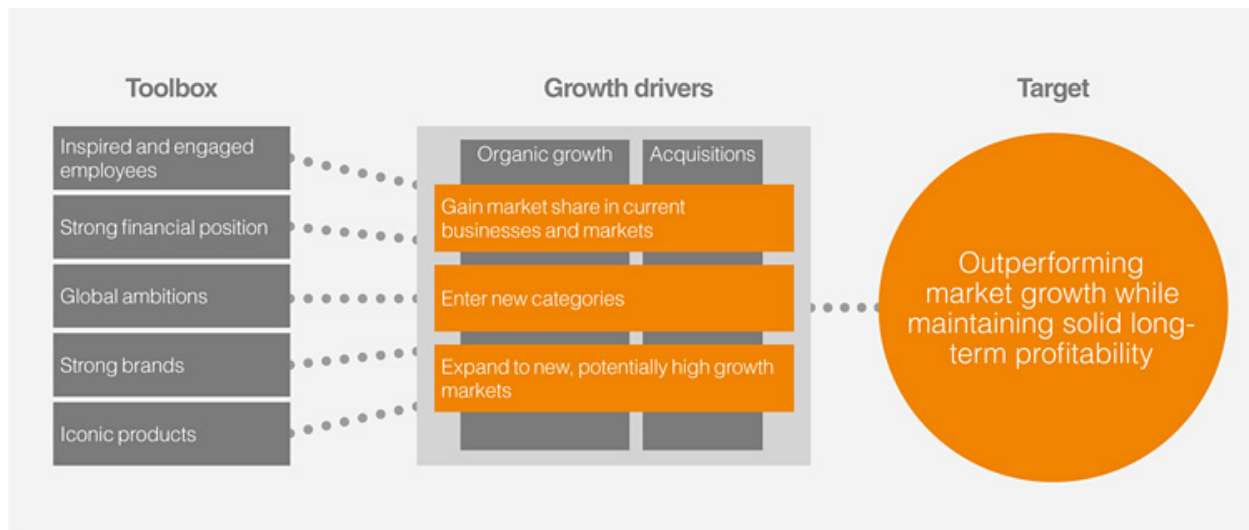 Toolbox
Inspired and engaged
employees
Strong financial position
Global ambitions
Strong brands
Iconic products
Growth drivers
Organic growth
Acquisitions
Gain market share in current
businesses and markets
Enter new categories
Expand to new, potentially high growth
markets
Target
Outperforming
market growth while
maintaining solid long-
term profitability